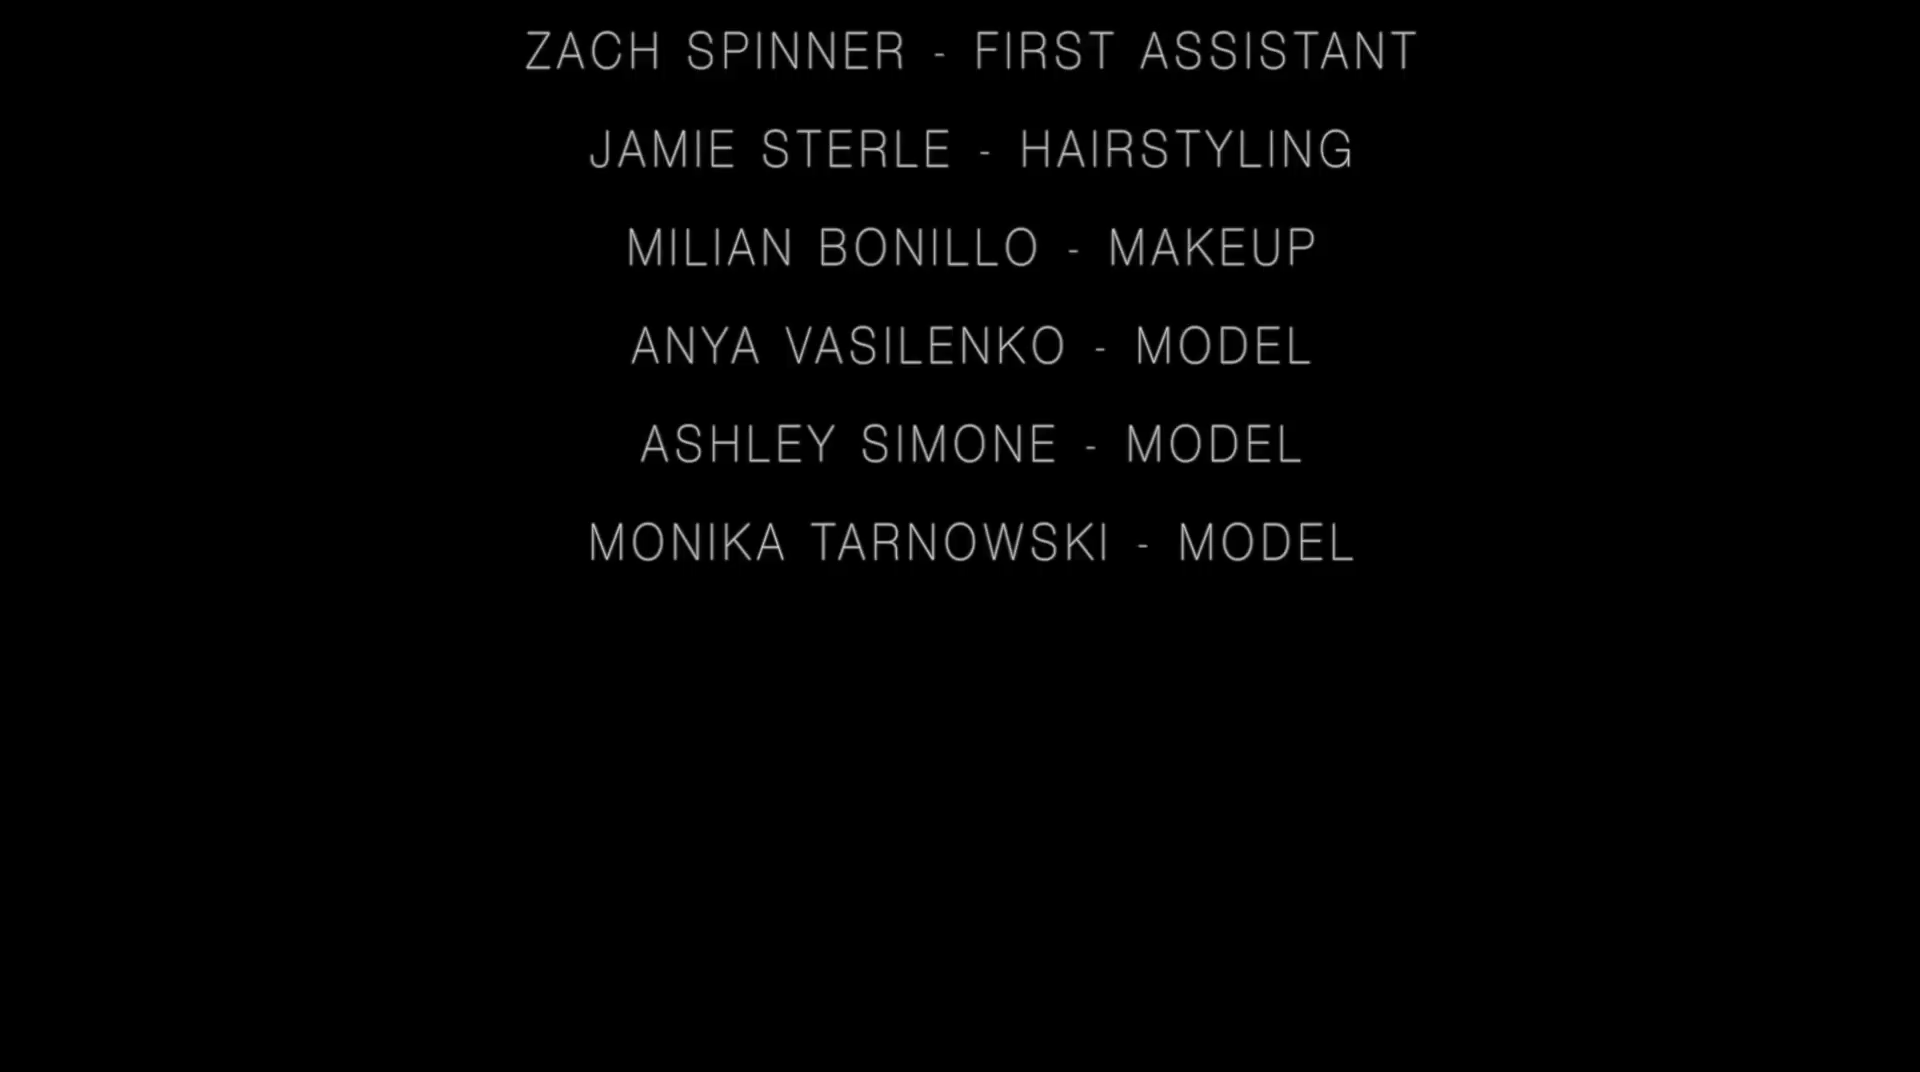 ZACH SPINNER - FIRST ASSISTANT
JAMIE STERLE - HAIRSTYLING
MILIAN BONILLO - MAKEUP
ANYA VASILENKO - MODEL
ASHLEY SIMONE - MODEL
MONIKA TARNOWSKI - MODEL